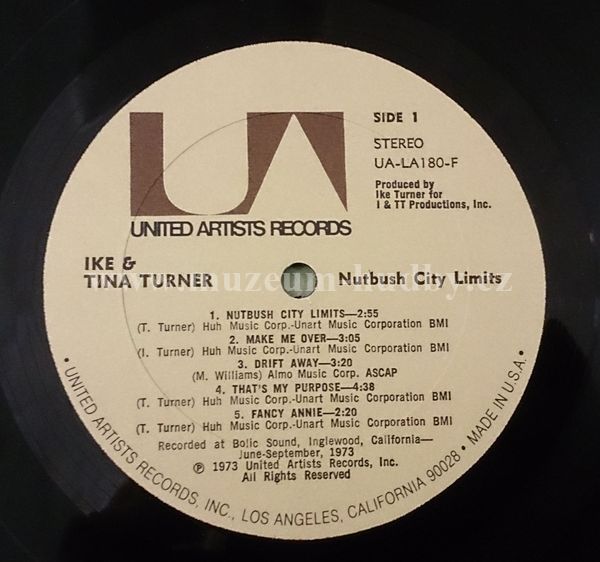 SIDE 1
STEREO
UA-LA180-F
Produced by
Ike Turner for
I & TT Productions, Inc.
UA
UNITED ARTISTS RECORDS
IKE &
TINA TURNER
Nutbush City Limits
www.muzeum-hudby.cz
1. NUTBUSH CITY LIMITS—2:55
(T. Turner) Huh Music Corp.-Unart Music Corporation BMI
2. MAKE ME OVER—3:05
(I. Turner) Huh Music Corp.-Unart Music Corporation BMI
3. DRIFT AWAY—3:20
(M. Williams) Almo Music Corp. ASCAP
4. THAT'S MY PURPOSE—4:38
(T. Turner) Huh Music Corp.-Unart Music Corporation BMI
5. FANCY ANNIE—2:20
(T. Turner) Huh Music Corp.-Unart Music Corporation BMI
Recorded at Bolic Sound, Inglewood, California—
June-September, 1973
℗ 1973 United Artists Records, Inc.
All Rights Reserved
• UNITED ARTISTS RECORDS, INC., LOS ANGELES, CALIFORNIA 90028 • MADE IN U.S.A. •